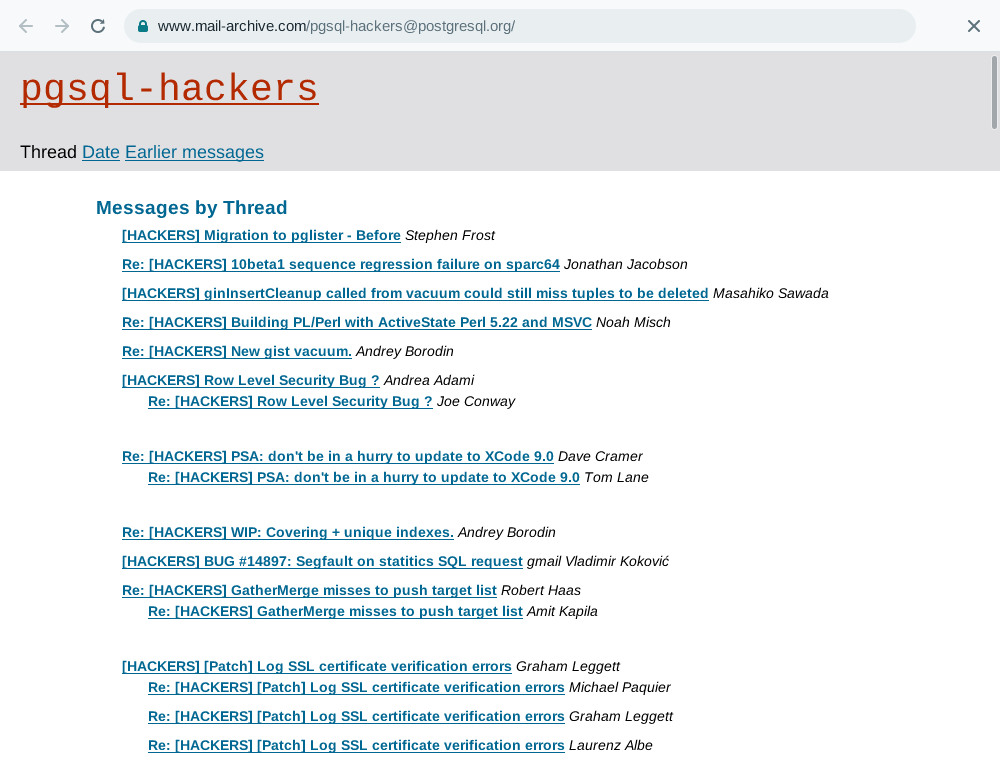 www.mail-archive.com/pgsql-hackers@postgresql.org/
pgsql-hackers
Thread Date Earlier messages
Messages by Thread
[HACKERS] Migration to pglister - Before Stephen Frost
Re: [HACKERS] 10beta1 sequence regression failure on sparc64 Jonathan Jacobson
[HACKERS] ginInsertCleanup called from vacuum could still miss tuples to be deleted Masahiko Sawada
Re: [HACKERS] Building PL/Perl with ActiveState Perl 5.22 and MSVC Noah Misch
Re: [HACKERS] New gist vacuum. Andrey Borodin
[HACKERS] Row Level Security Bug ? Andrea Adami
Re: [HACKERS] Row Level Security Bug ? Joe Conway
Re: [HACKERS] PSA: don't be in a hurry to update to XCode 9.0 Dave Cramer
Re: [HACKERS] PSA: don't be in a hurry to update to XCode 9.0 Tom Lane
Re: [HACKERS] WIP: Covering + unique indexes. Andrey Borodin
[HACKERS] BUG #14897: Segfault on statitics SQL request gmail Vladimir Koković
Re: [HACKERS] GatherMerge misses to push target list Robert Haas
Re: [HACKERS] GatherMerge misses to push target list Amit Kapila
[HACKERS] [Patch] Log SSL certificate verification errors Graham Leggett
Re: [HACKERS] [Patch] Log SSL certificate verification errors Michael Paquier
Re: [HACKERS] [Patch] Log SSL certificate verification errors Graham Leggett
Re: [HACKERS] [Patch] Log SSL certificate verification errors Laurenz Albe